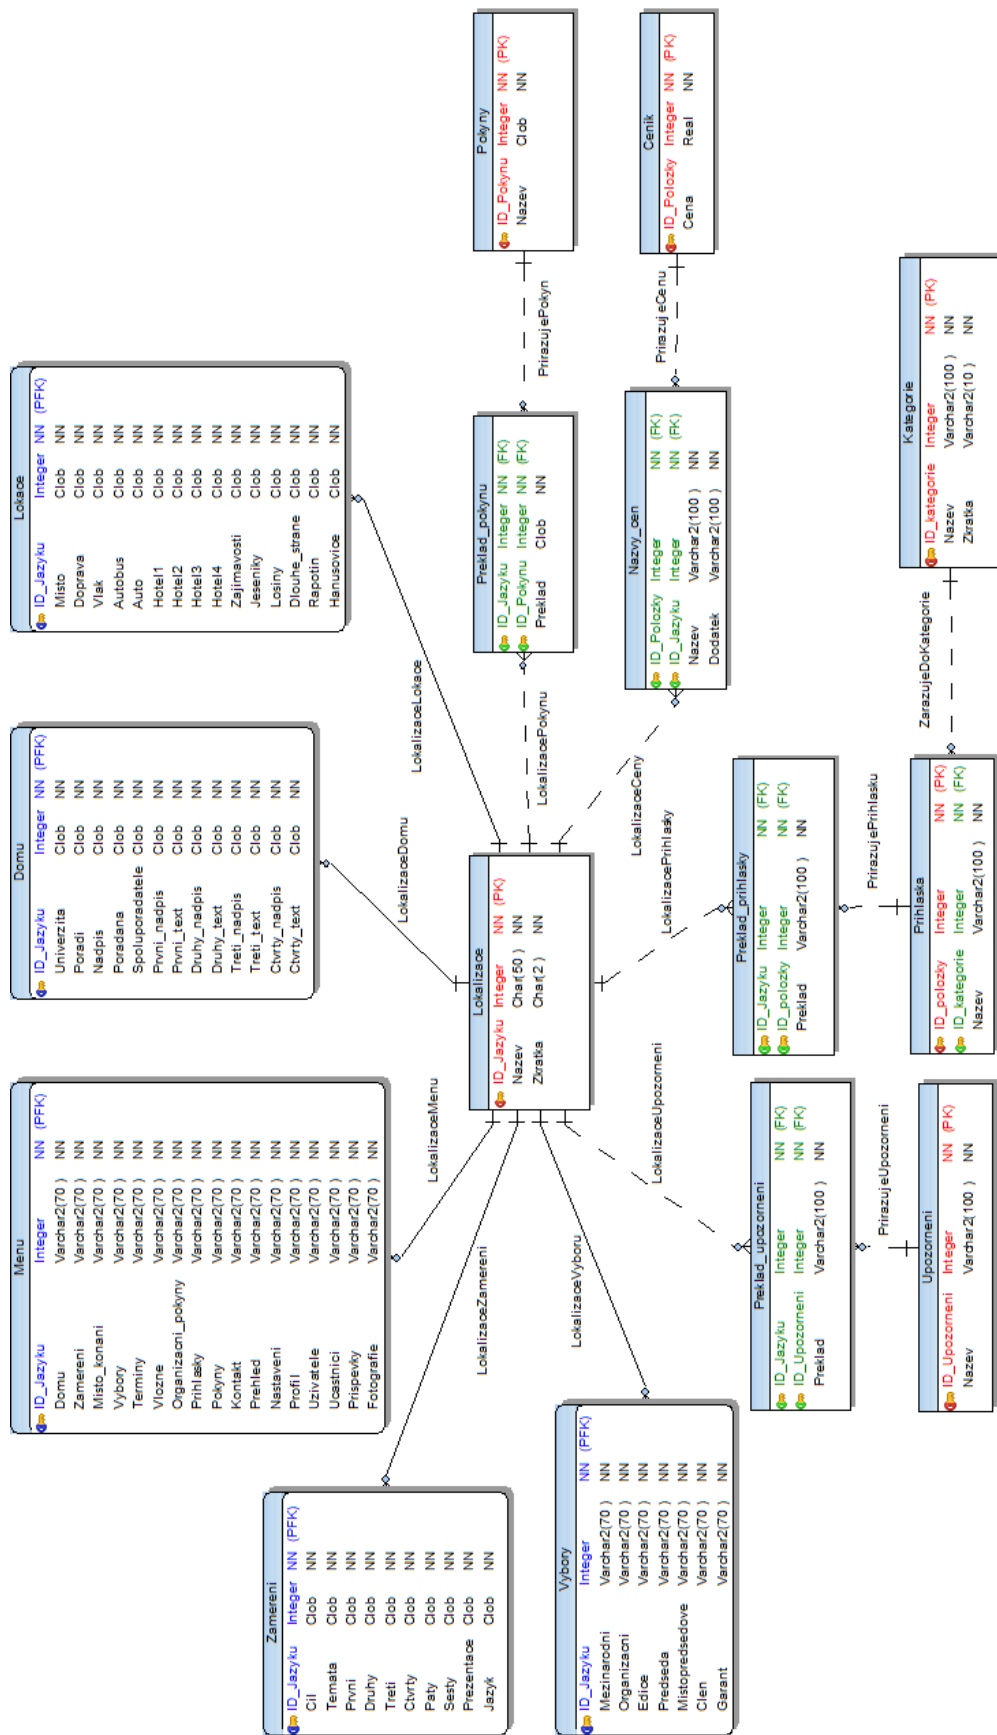 Zamereni
ID_Jazyku Integer NN (PFK)
Cil Clob NN
Temata Clob NN
Prvni Clob NN
Druhy Clob NN
Treti Clob NN
Ctvrty Clob NN
Paty Clob NN
Sesty Clob NN
Prezentace Clob NN
Jazyk Clob NN
Menu
ID_Jazyku Integer NN (PFK)
Domu Varchar2(70 ) NN
Zamereni Varchar2(70 ) NN
Misto_konani Varchar2(70 ) NN
Vybory Varchar2(70 ) NN
Terminy Varchar2(70 ) NN
Vlozne Varchar2(70 ) NN
Organizacni_pokyny Varchar2(70 ) NN
Prihlasky Varchar2(70 ) NN
Pokyny Varchar2(70 ) NN
Kontakt Varchar2(70 ) NN
Prehled Varchar2(70 ) NN
Nastaveni Varchar2(70 ) NN
Profil Varchar2(70 ) NN
Uzivatele Varchar2(70 ) NN
Ucastnici Varchar2(70 ) NN
Prispevky Varchar2(70 ) NN
Fotografie Varchar2(70 ) NN
Domu
ID_Jazyku Integer NN (PFK)
Univerzita Clob NN
Poradi Clob NN
Nadpis Clob NN
Poradana Clob NN
Spoluporadatele Clob NN
Prvni_nadpis Clob NN
Prvni_text Clob NN
Druhy_nadpis Clob NN
Druhy_text Clob NN
Treti_nadpis Clob NN
Treti_text Clob NN
Ctvrty_nadpis Clob NN
Ctvrty_text Clob NN
Lokace
ID_Jazyku Integer NN (PFK)
Misto Clob NN
Doprava Clob NN
Vlak Clob NN
Autobus Clob NN
Auto Clob NN
Hotel1 Clob NN
Hotel2 Clob NN
Hotel3 Clob NN
Hotel4 Clob NN
Zajimavosti Clob NN
Jeseniky Clob NN
Losiny Clob NN
Dlouhe_strane Clob NN
Rapotin Clob NN
Hanusovice Clob NN
LokalizaceZamereni
LokalizaceMenu
LokalizaceDomu
LokalizaceLokace
Lokalizace
ID_Jazyku Integer NN (PK)
Nazev Char(50 ) NN
Zkratka Char(2 ) NN
LokalizacePokynu
Preklad_pokynu
ID_Jazyku Integer NN (FK)
ID_Pokynu Integer NN (FK)
Preklad Clob NN
PrirazujePokyn
Pokyny
ID_Pokynu Integer NN (PK)
Nazev Clob NN
Vybory
ID_Jazyku Integer NN (PFK)
Mezinarodni Varchar2(70 ) NN
Organizacni Varchar2(70 ) NN
Edice Varchar2(70 ) NN
Predseda Varchar2(70 ) NN
Mistopredsedove Varchar2(70 ) NN
Clen Varchar2(70 ) NN
Garant Varchar2(70 ) NN
LokalizaceVyboru
LokalizaceUpozorneni
LokalizacePrihlasky
LokalizaceCeny
Nazvy_cen
ID_Polozky Integer NN (FK)
ID_Jazyku Integer NN (FK)
Nazev Varchar2(100 ) NN
Dodatek Varchar2(100 ) NN
PrirazujeCenu
Cenik
ID_Polozky Integer NN (PK)
Cena Real NN
Preklad_upozorneni
ID_Jazyku Integer NN (FK)
ID_Upozorneni Integer NN (FK)
Preklad Varchar2(100 ) NN
Preklad_prihlasky
ID_Jazyku Integer NN (FK)
ID_polozky Integer NN (FK)
Preklad Varchar2(100 ) NN
PrirazujeUpozorneni
PrirazujePrihlasku
Upozorneni
ID_Upozorneni Integer NN (PK)
Nazev Varchar2(100 ) NN
Prihlaska
ID_polozky Integer NN (PK)
ID_kategorie Integer NN (FK)
Nazev Varchar2(100 ) NN
ZarazujeDoKategorie
Kategorie
ID_kategorie Integer NN (PK)
Nazev Varchar2(100 ) NN
Zkratka Varchar2(10 ) NN